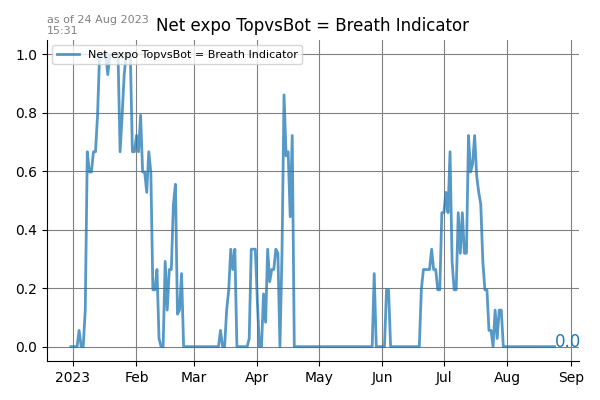 as of 24 Aug 2023
15:31
Net expo TopvsBot = Breath Indicator
Net expo TopvsBot = Breath Indicator
1.0
0.8
0.6
0.4
0.2
0.0
0.0
2023 Feb Mar Apr May Jun Jul Aug Sep